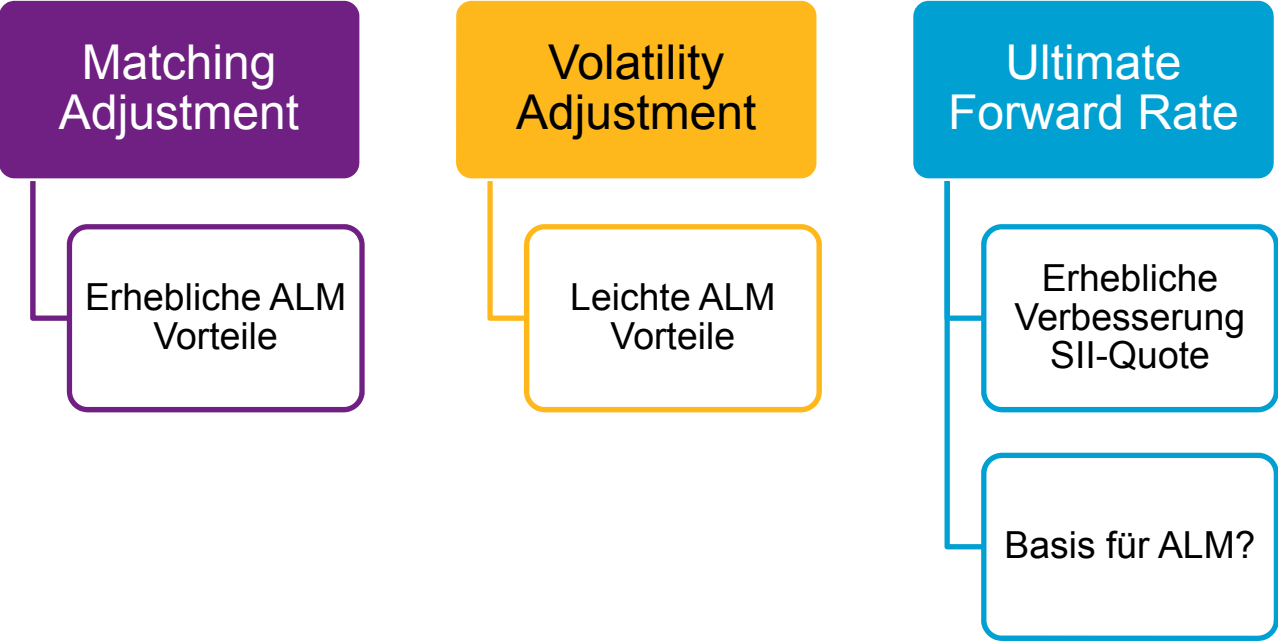 Matching
Adjustment
Erhebliche ALM
Vorteile
Volatility
Adjustment
Leichte ALM
Vorteile
Ultimate
Forward Rate
Erhebliche
Verbesserung
SII-Quote
Basis für ALM?